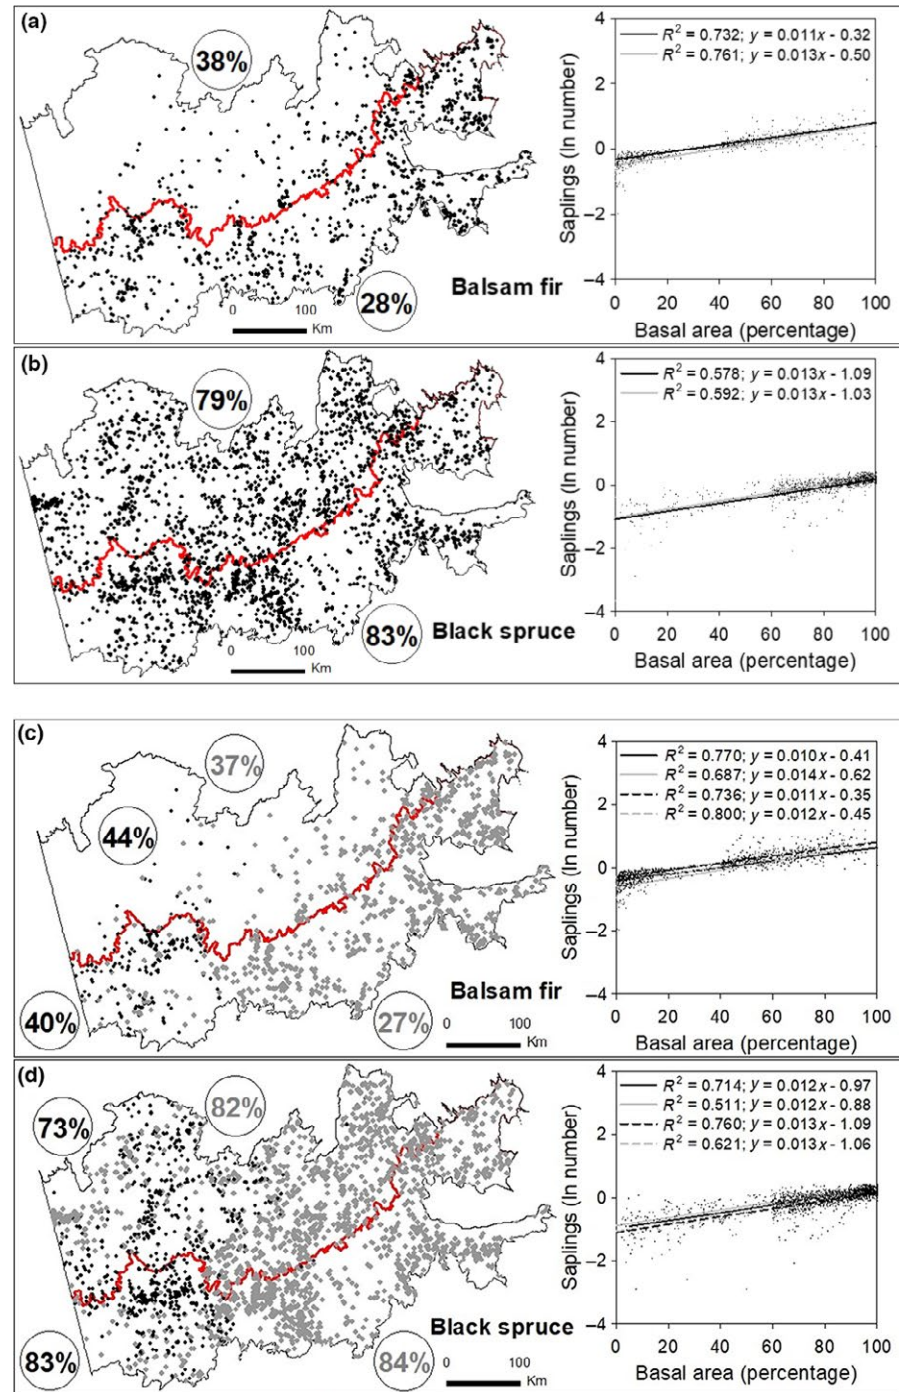 (a)
38%
0 100
Km
28%
Balsam fir
4
2
0
–2
–4
Saplings (ln number)
R² = 0.732; y = 0.011x - 0.32
R² = 0.761; y = 0.013x - 0.50
0 20 40 60 80 100
Basal area (percentage)
(b)
79%
83%
Black spruce
0 100
Km
4
2
0
–2
–4
Saplings (ln number)
R² = 0.578; y = 0.013x - 1.09
R² = 0.592; y = 0.013x - 1.03
0 20 40 60 80 100
Basal area (percentage)
(c)
37%
44%
40%
27%
Balsam fir
0 100
Km
4
2
0
–2
–4
Saplings (ln number)
R² = 0.770; y = 0.010x - 0.41
R² = 0.687; y = 0.014x - 0.62
R² = 0.736; y = 0.011x - 0.35
R² = 0.800; y = 0.012x - 0.45
0 20 40 60 80 100
Basal area (percentage)
(d)
82%
73%
83%
84%
Black spruce
0 100
Km
4
2
0
–2
–4
Saplings (ln number)
R² = 0.714; y = 0.012x - 0.97
R² = 0.511; y = 0.012x - 0.88
R² = 0.760; y = 0.013x - 1.09
R² = 0.621; y = 0.013x - 1.06
0 20 40 60 80 100
Basal area (percentage)